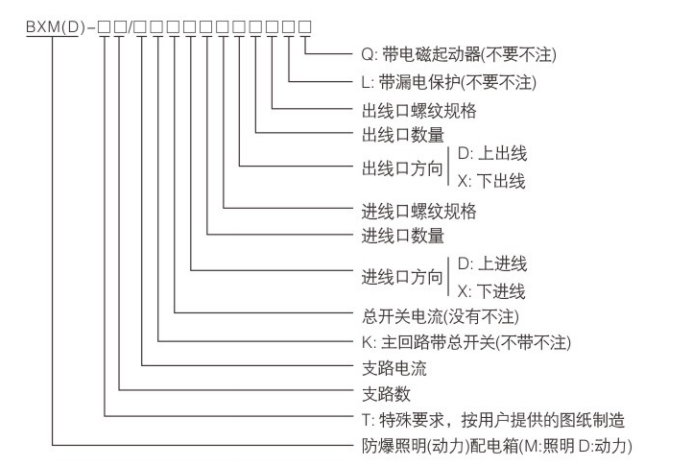 BXM(D)-□□/□□□□□□□□□□□
Q: 带电磁起动器(不要不注)
L: 带漏电保护(不要不注)
出线口螺纹规格
出线口数量
出线口方向
D: 上出线
X: 下出线
进线口螺纹规格
进线口数量
进线口方向
D: 上进线
X: 下进线
总开关电流(没有不注)
K: 主回路带总开关(不带不注)
支路电流
支路数
T: 特殊要求，按用户提供的图纸制造
防爆照明(动力)配电箱(M:照明 D:动力)